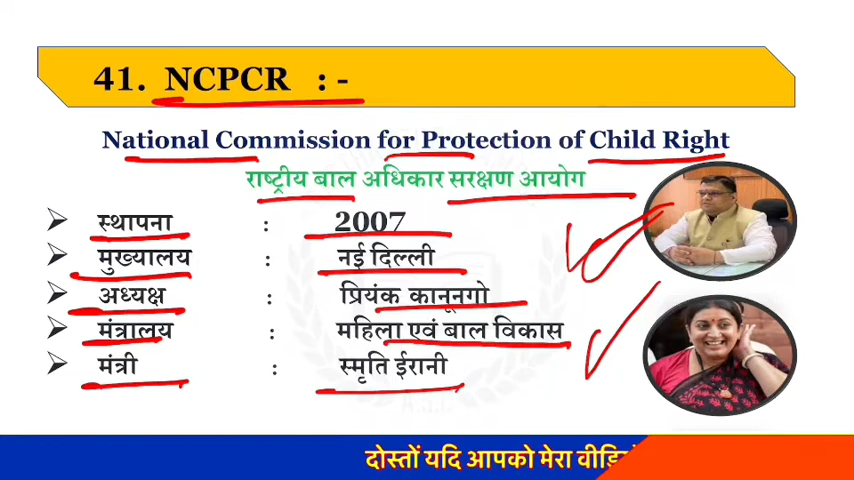 41. NCPCR : -
National Commission for Protection of Child Right
राष्ट्रीय बाल अधिकार सरक्षण आयोग
स्थापना : 2007
मुख्यालय : नई दिल्ली
अध्यक्ष : प्रियंक कानूनगो
मंत्रालय : महिला एवं बाल विकास
मंत्री : स्मृति ईरानी
दोस्तों यदि आपको मेरा